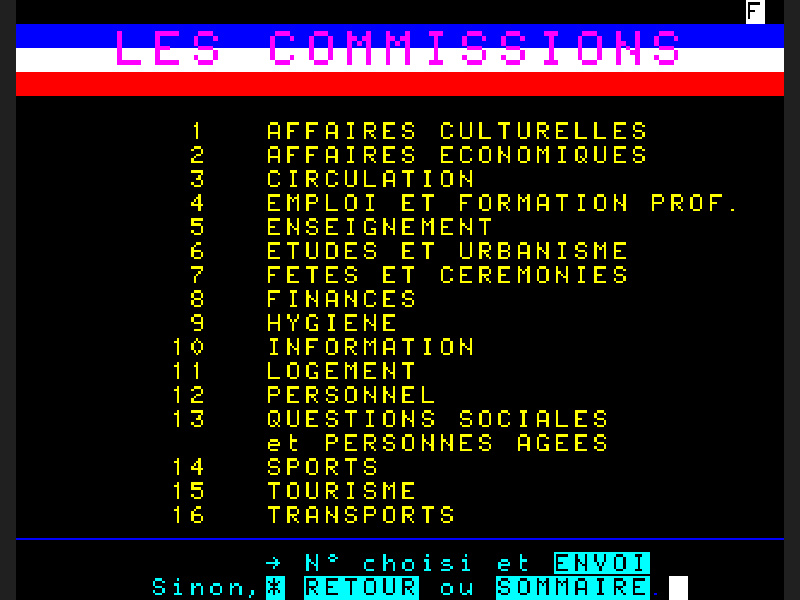 F
LES COMMISSIONS
1 AFFAIRES CULTURELLES
2 AFFAIRES ECONOMIQUES
3 CIRCULATION
4 EMPLOI ET FORMATION PROF.
5 ENSEIGNEMENT
6 ETUDES ET URBANISME
7 FETES ET CEREMONIES
8 FINANCES
9 HYGIENE
10 INFORMATION
11 LOGEMENT
12 PERSONNEL
13 QUESTIONS SOCIALES
et PERSONNES AGEES
14 SPORTS
15 TOURISME
16 TRANSPORTS
→ N° choisi et ENVOI
Sinon,* RETOUR ou SOMMAIRE.